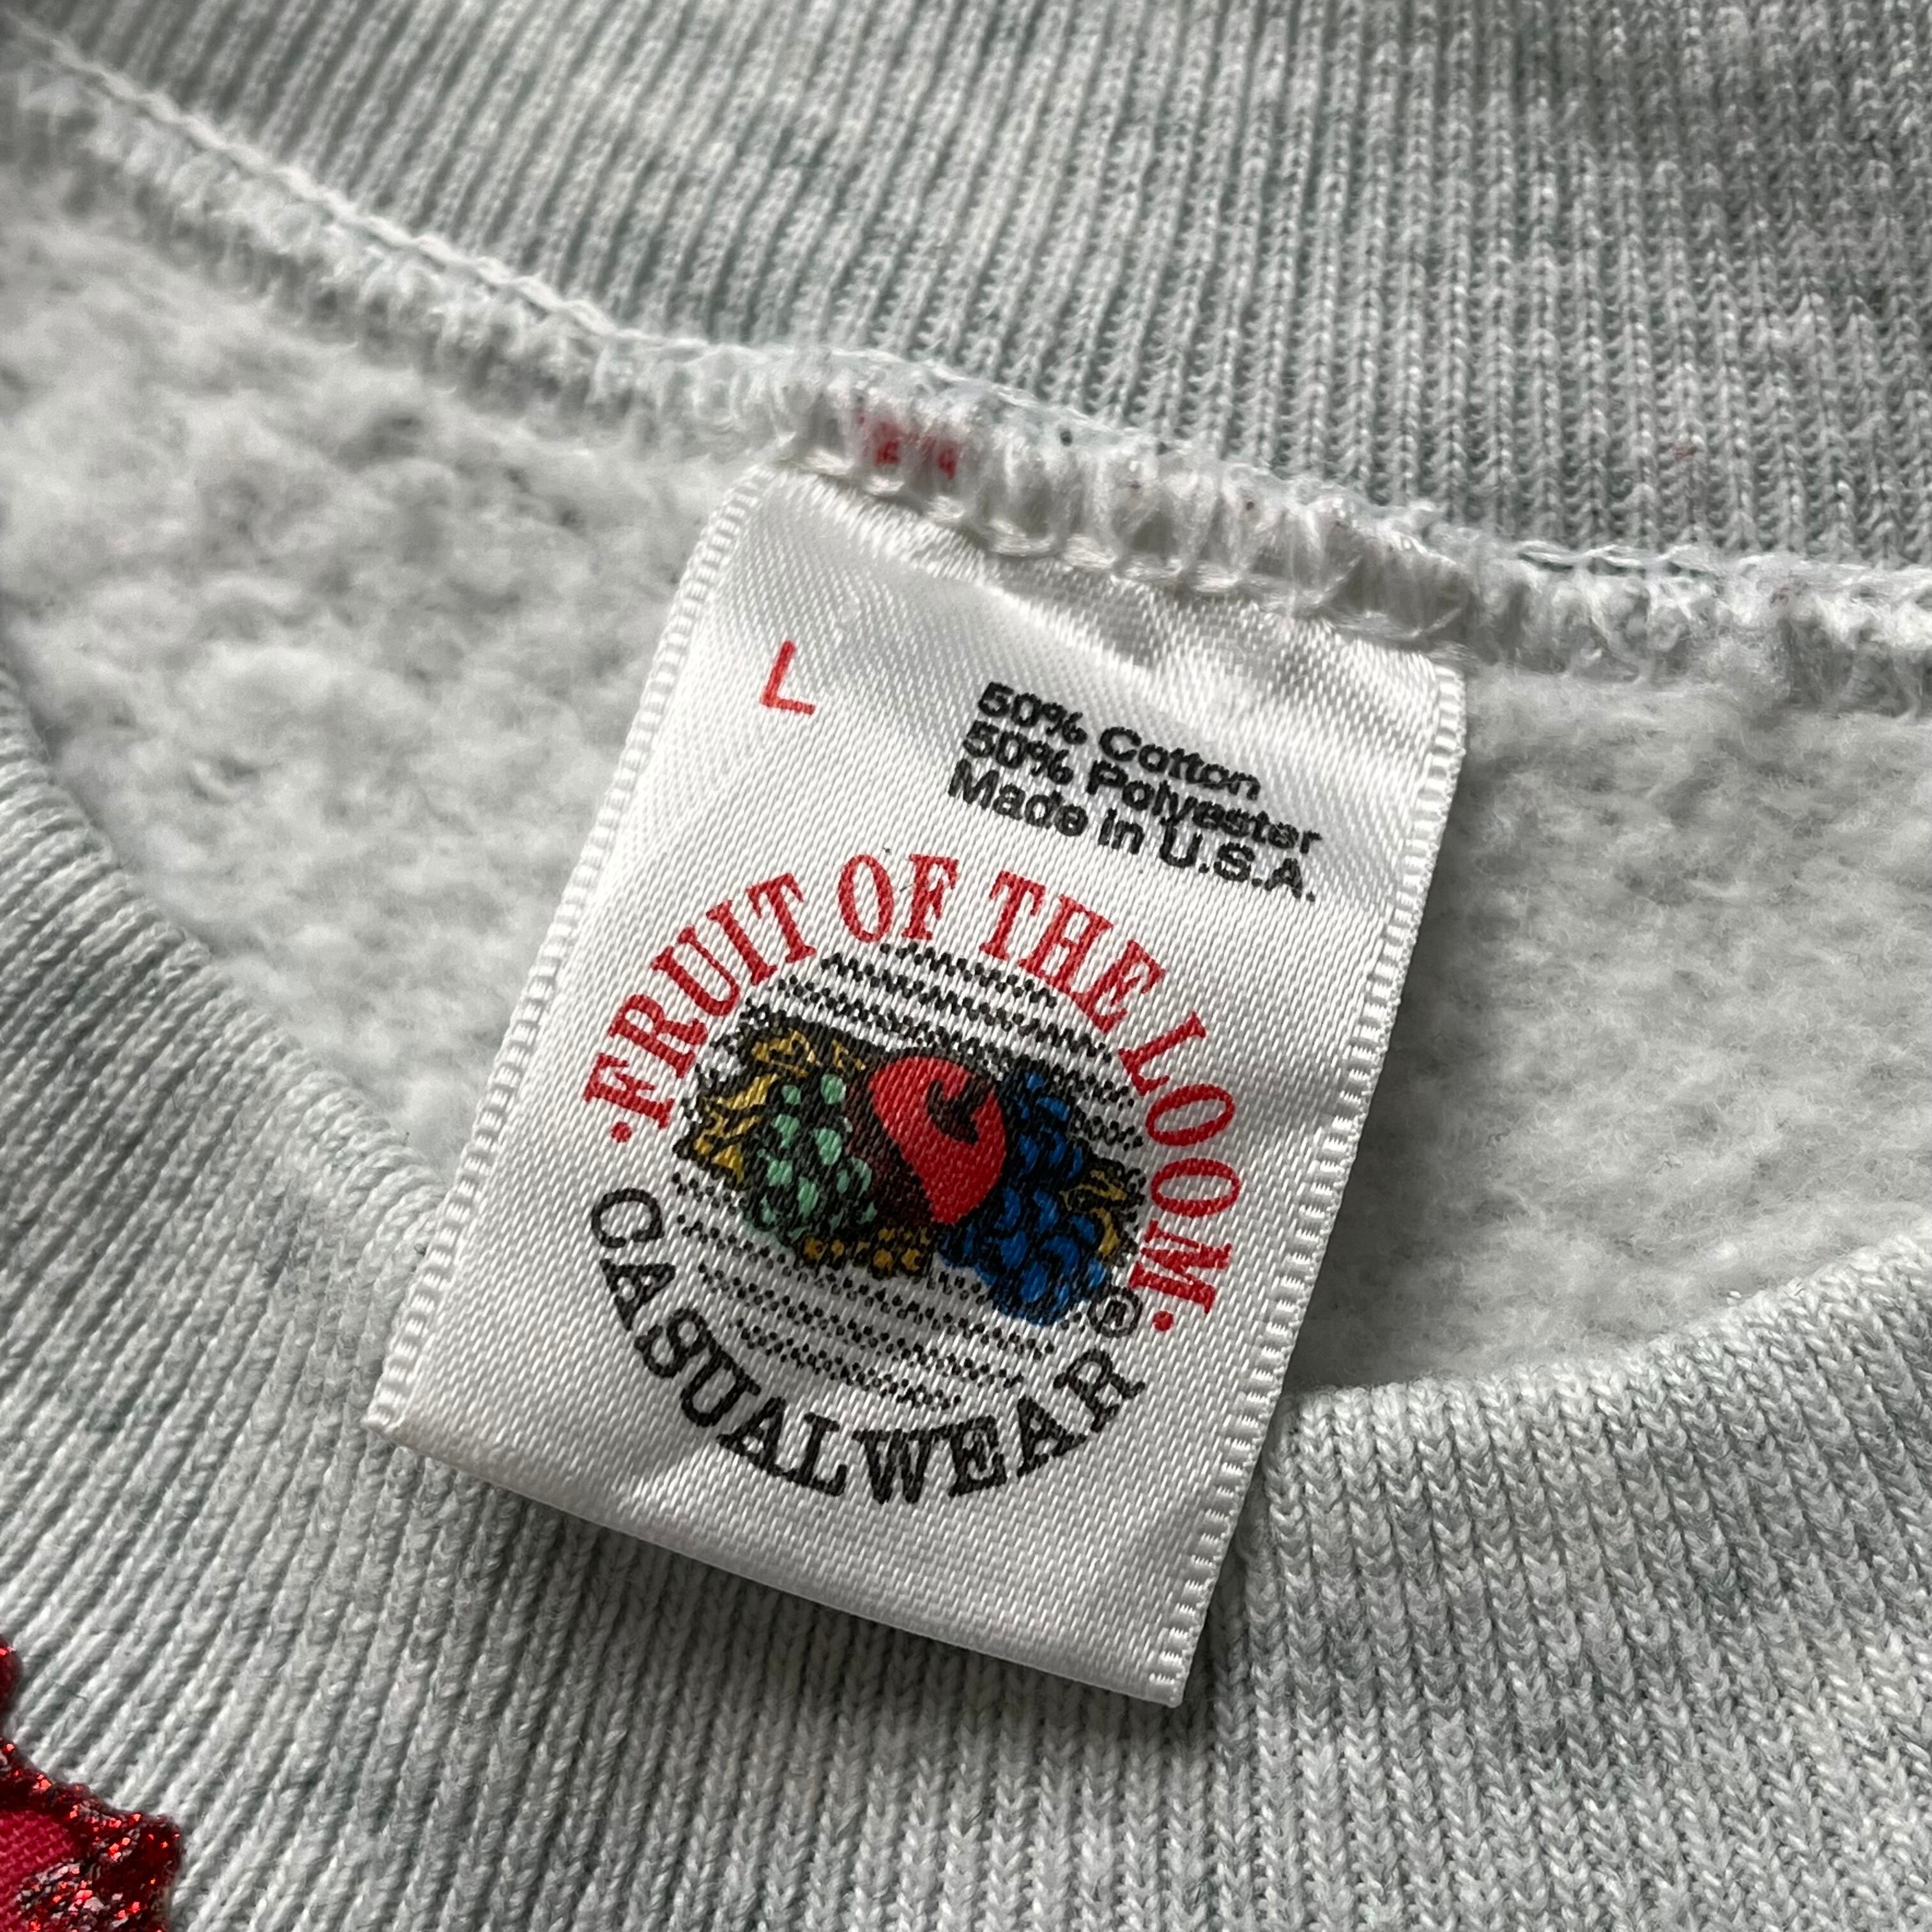 L
50% Cotton
50% Polyester
Made in U.S.A.
·FRUIT OF THE LOOM·
®
CASUALWEAR